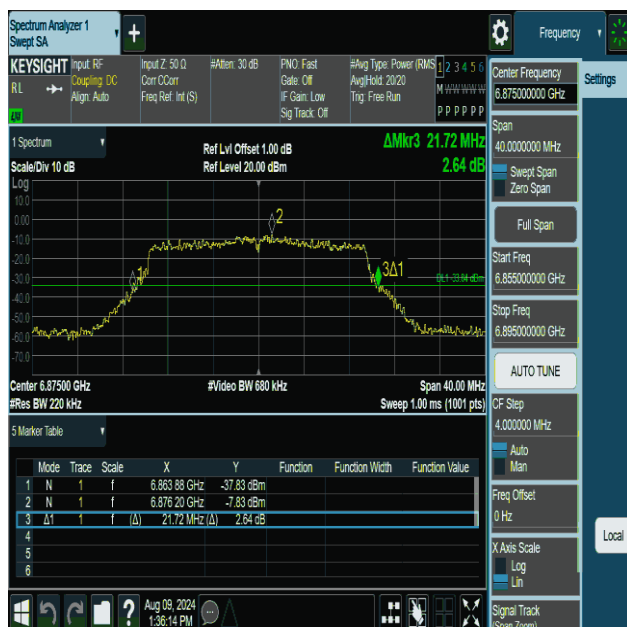 Spectrum Analyzer 1
Swept SA
Frequency
KEYSIGHT
RL
Input: RF
Coupling: DC
Align: Auto
Input Z: 50 Ω
Corr CCorr
Freq Ref: Int (S)
#Atten: 30 dB
PNO: Fast
Gate: Off
IF Gain: Low
Sig Track: Off
#Avg Type: Power (RMS
Avg|Hold: 20/20
Trig: Free Run
1 2 3 4 5 6
M W W W W W
P P P P P P
1 Spectrum
Scale/Div 10 dB
Ref Lvl Offset 1.00 dB
Ref Level 20.00 dBm
ΔMkr3 21.72 MHz
2.64 dB
Log
10.0
0.00
-10.0
-20.0
-30.0
-40.0
-50.0
-60.0
-70.0
1
2
3Δ1
DL1 -33.84 dBm
Center 6.87500 GHz
#Video BW 680 kHz
Span 40.00 MHz
#Res BW 220 kHz
Sweep 1.00 ms (1001 pts)
5 Marker Table
Mode Trace Scale X Y Function Function Width Function Value
1 N 1 f 6.863 88 GHz -37.83 dBm
2 N 1 f 6.876 20 GHz -7.83 dBm
3 Δ1 1 f (Δ) 21.72 MHz (Δ) 2.64 dB
4
5
6
Aug 09, 2024
1:36:14 PM
Center Frequency
6.875000000 GHz
Settings
Span
40.0000000 MHz
Swept Span
Zero Span
Full Span
Start Freq
6.855000000 GHz
Stop Freq
6.895000000 GHz
AUTO TUNE
CF Step
4.000000 MHz
Auto
Man
Freq Offset
0 Hz
Local
X Axis Scale
Log
Lin
Signal Track
(Span Zoom)